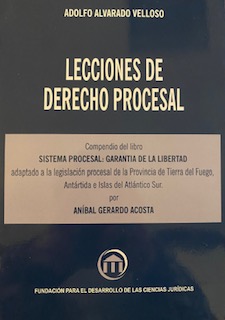 ADOLFO ALVARADO VELLOSO
LECCIONES DE
DERECHO PROCESAL
Compendio del libro
SISTEMA PROCESAL: GARANTIA DE LA LIBERTAD
adaptado a la legislación procesal de la Provincia de Tierra del Fuego,
Antártida e Islas del Atlántico Sur.
por
ANÍBAL GERARDO ACOSTA
FUNDACIÓN PARA EL DESARROLLO DE LAS CIENCIAS JURÍDICAS